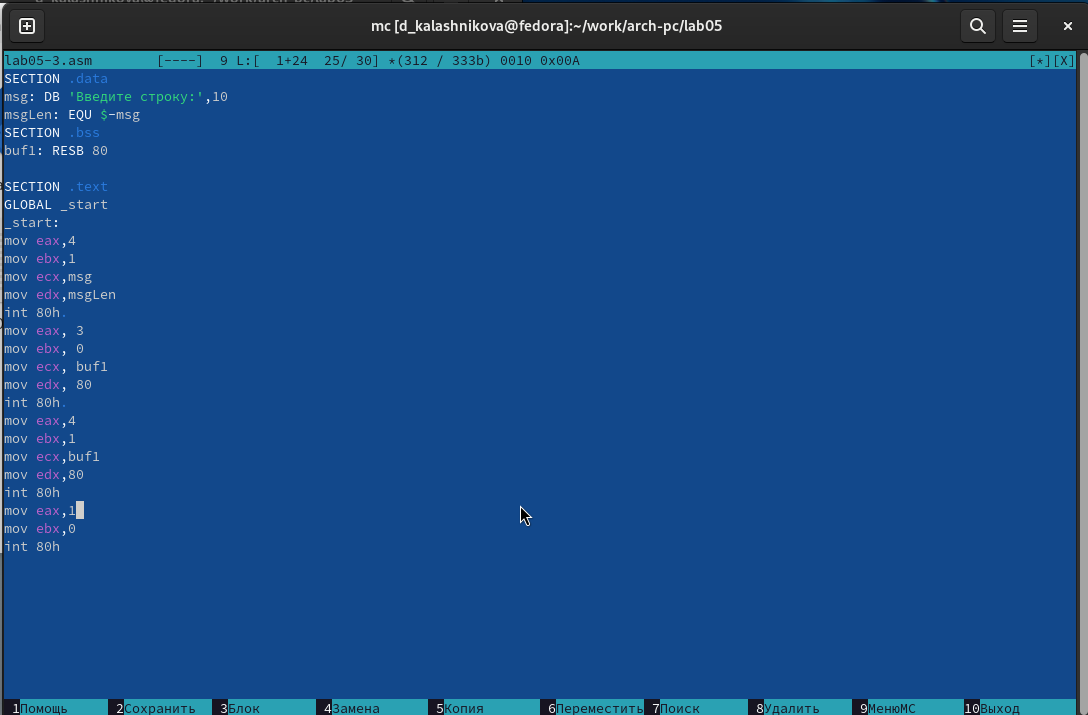 mc [d_kalashnikova@fedora]:~/work/arch-pc/lab05
lab05-3.asm [----] 9 L:[ 1+24 25/ 30] *(312 / 333b) 0010 0x00A [*][X]
SECTION .data
msg: DB 'Введите строку:',10
msgLen: EQU $-msg
SECTION .bss
buf1: RESB 80
SECTION .text
GLOBAL _start
_start:
mov eax,4
mov ebx,1
mov ecx,msg
mov edx,msgLen
int 80h
mov eax, 3
mov ebx, 0
mov ecx, buf1
mov edx, 80
int 80h
mov eax,4
mov ebx,1
mov ecx,buf1
mov edx,80
int 80h
mov eax,1
mov ebx,0
int 80h
1Помощь 2Сохранить 3Блок 4Замена 5Копия 6Переместить 7Поиск 8Удалить 9МенюMC 10Выход